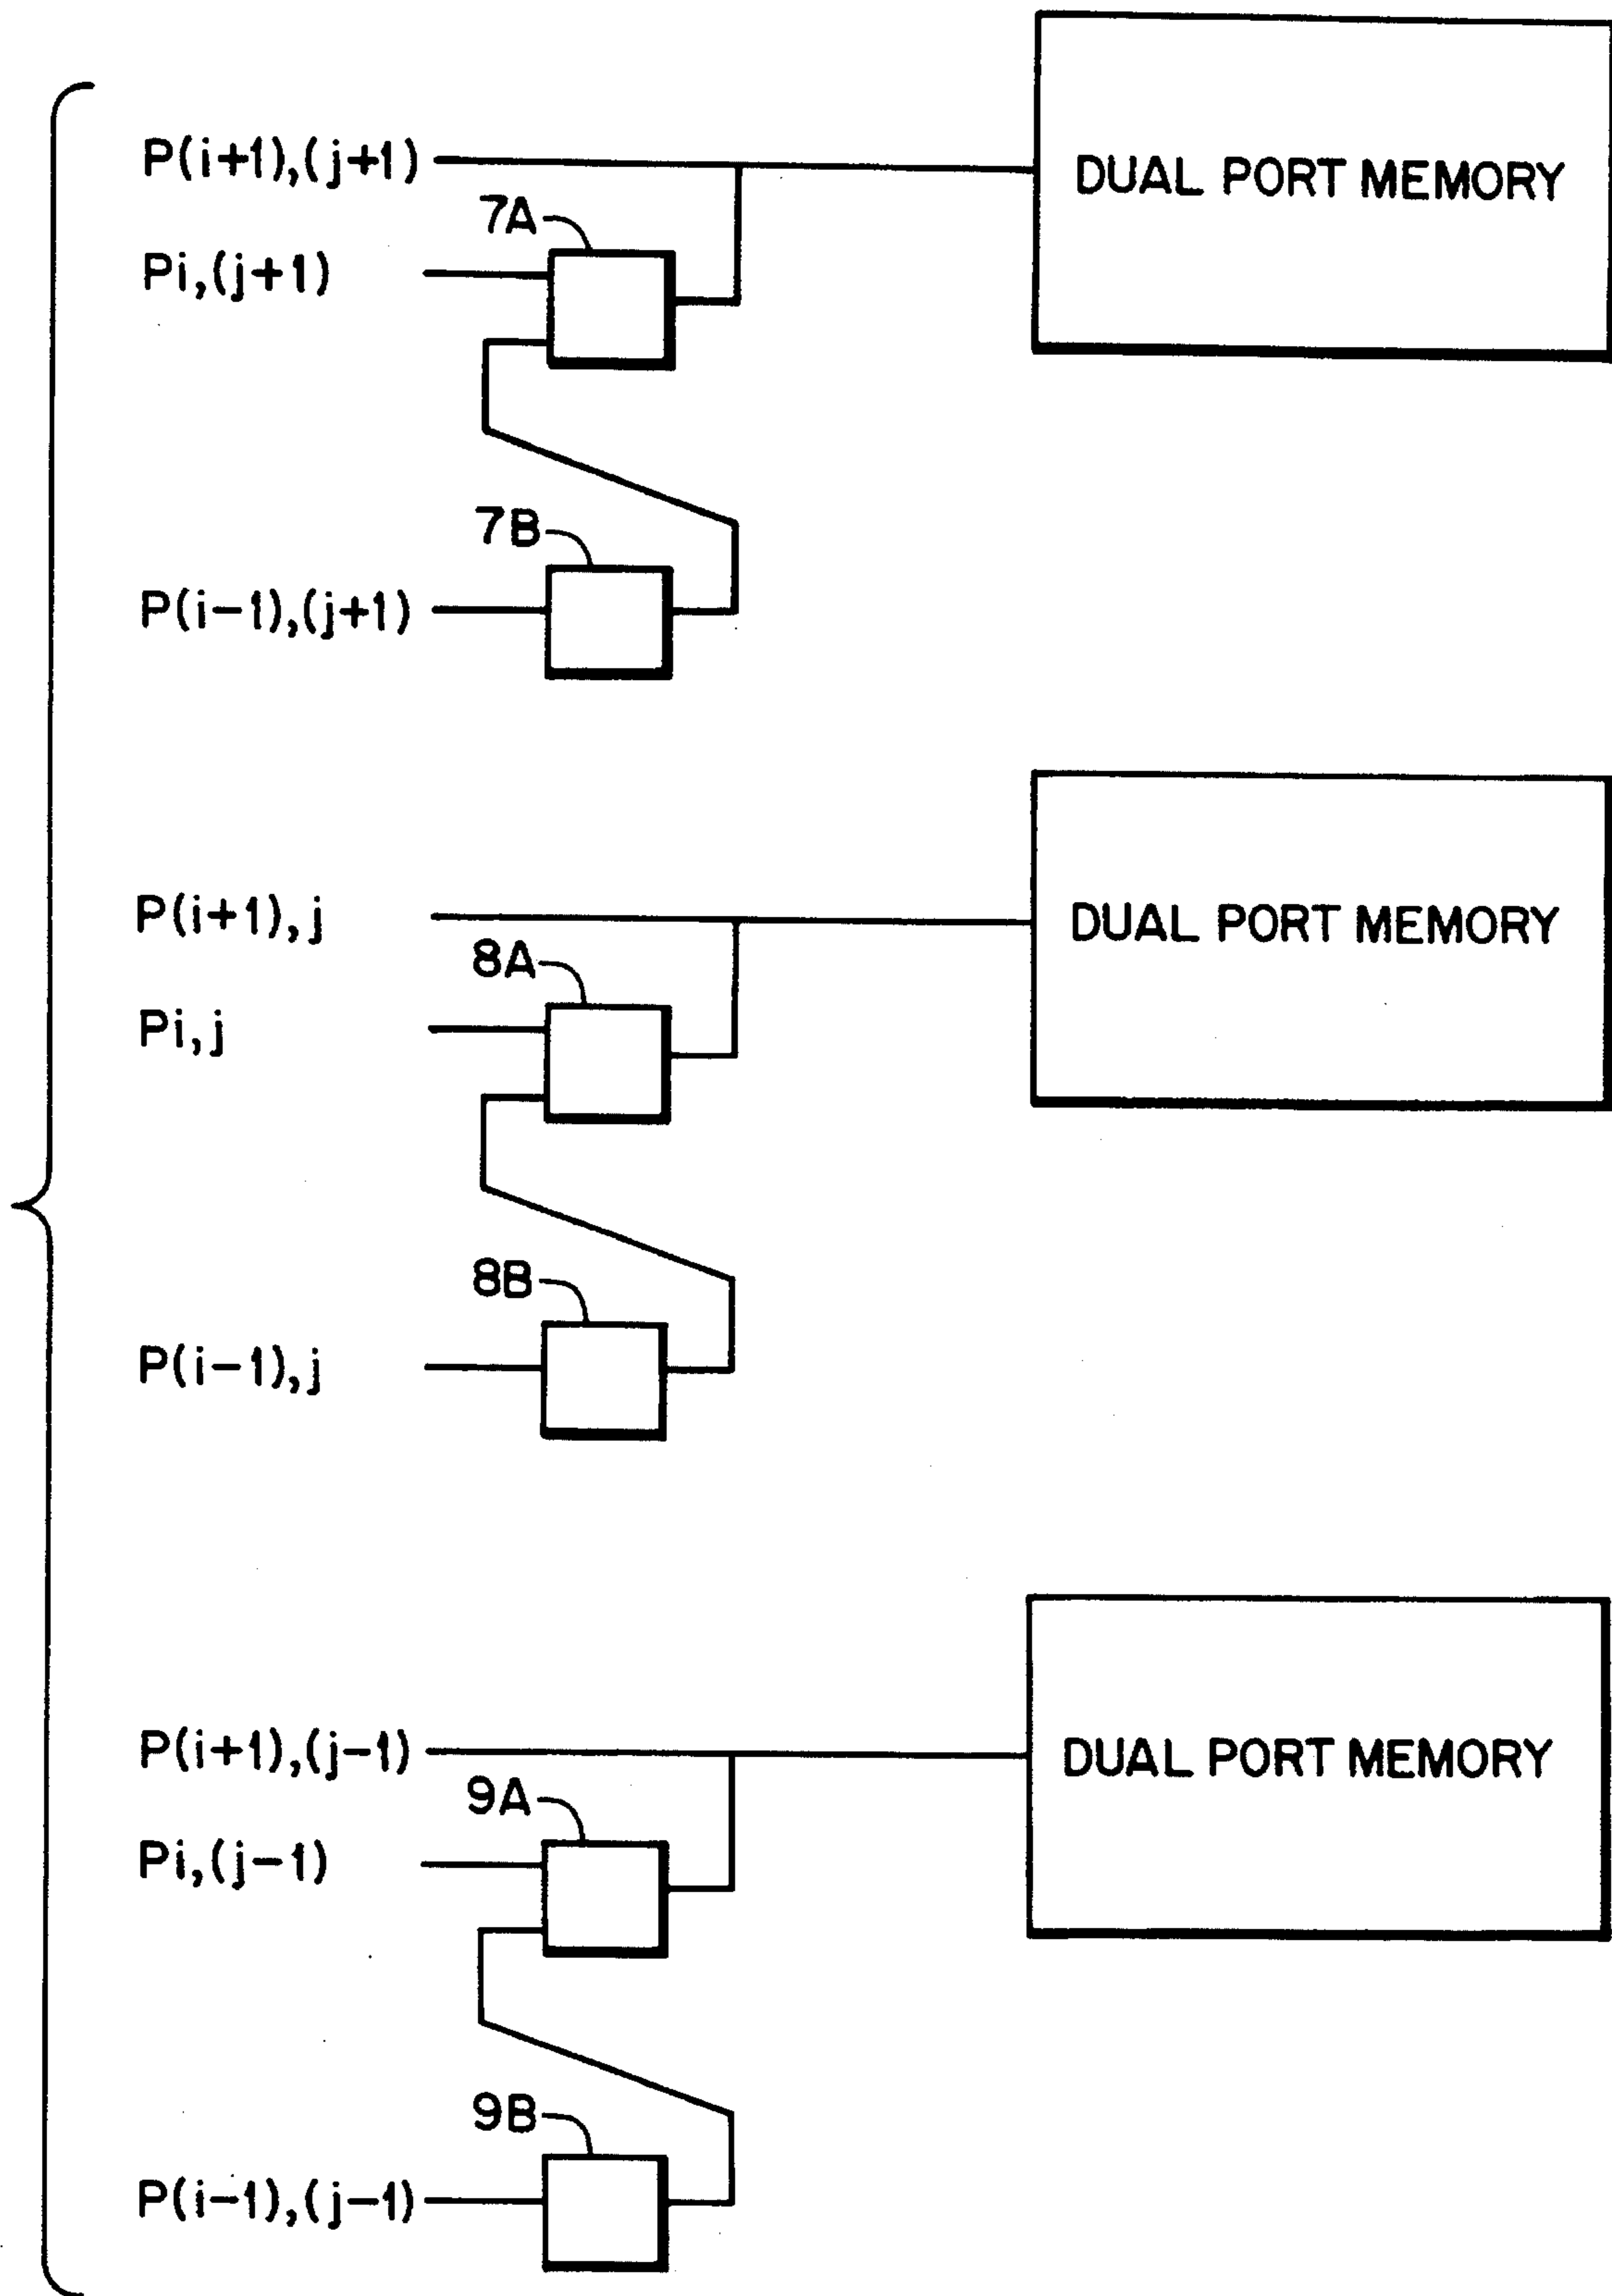 P(i+1),(j+1)
DUAL PORT MEMORY
7A
Pi,(j+1)
7B
P(i-1),(j+1)
P(i+1),j
DUAL PORT MEMORY
8A
Pi,j
8B
P(i-1),j
P(i+1),(j-1)
DUAL PORT MEMORY
9A
Pi,(j-1)
9B
P(i-1),(j-1)